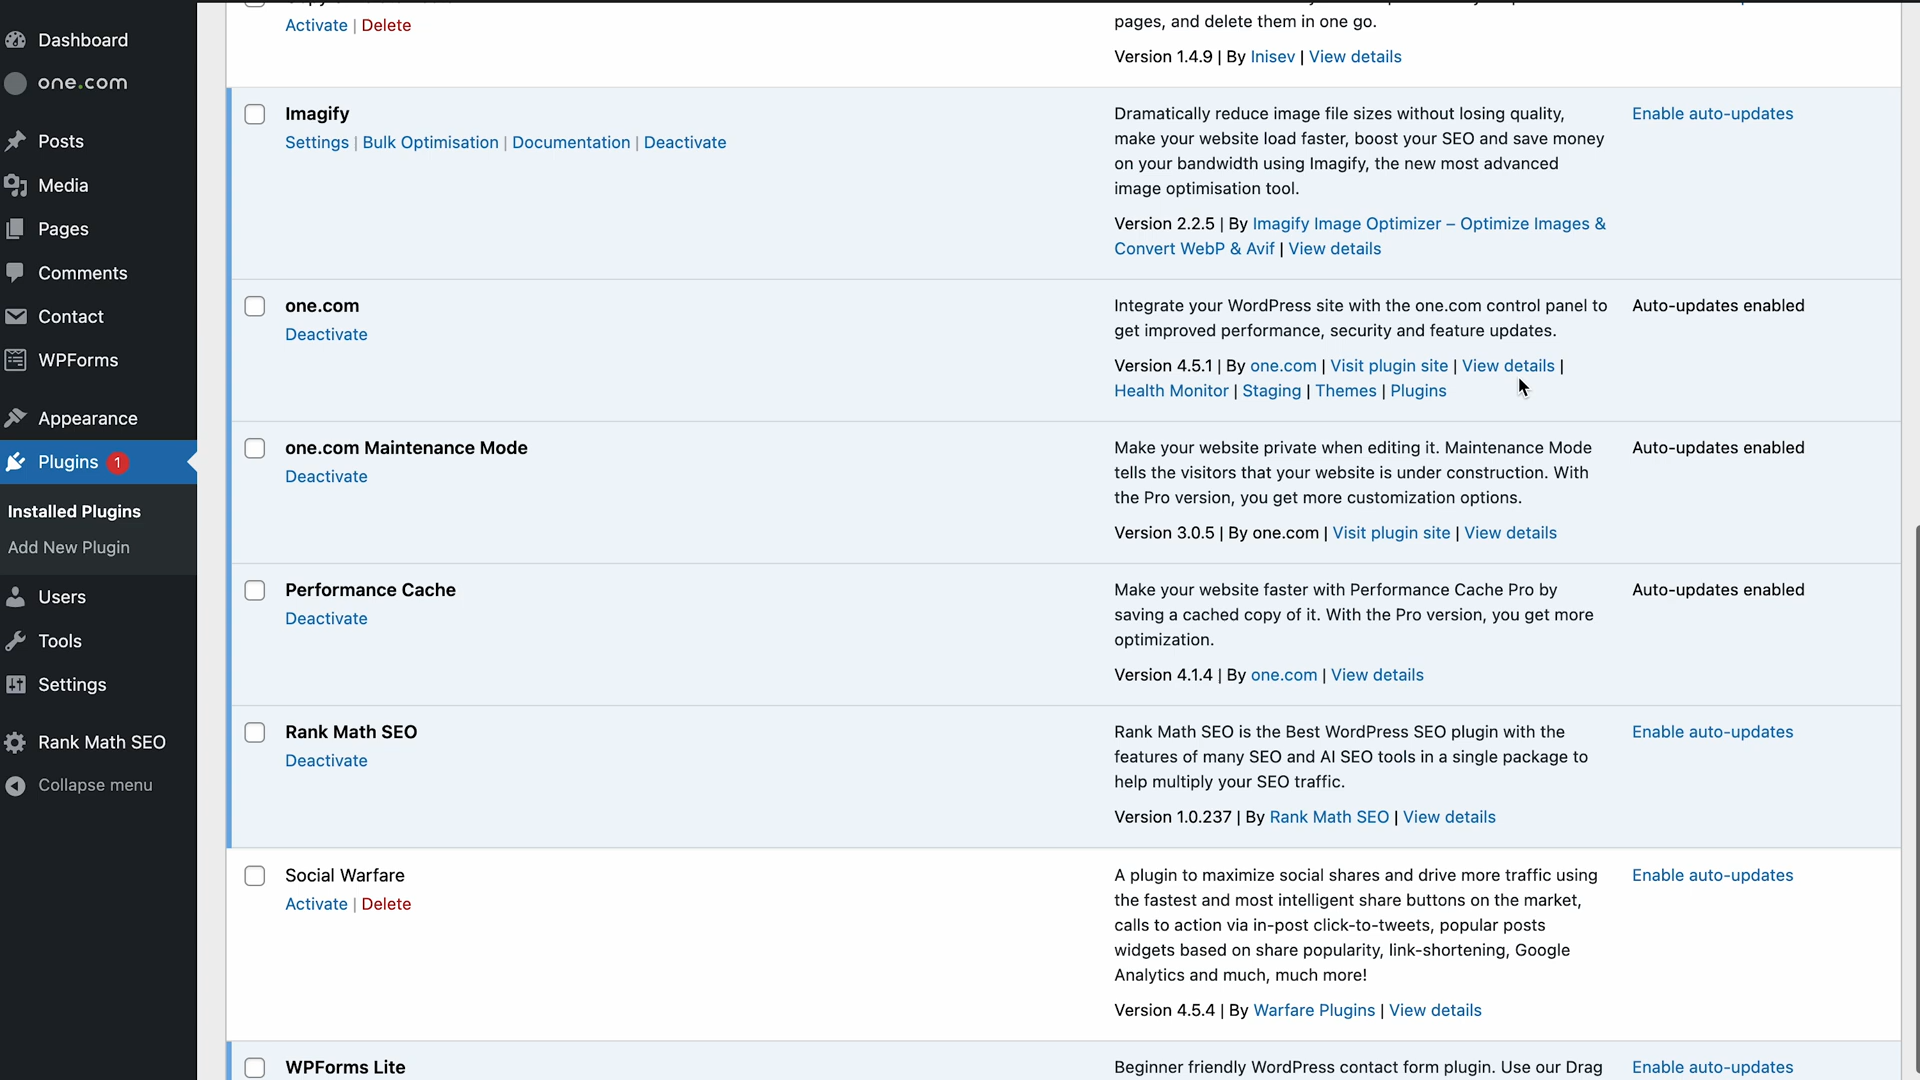 Dashboard
one.com
Posts
Media
Pages
Comments
Contact
WPForms
Appearance
Plugins 1
Installed Plugins
Add New Plugin
Users
Tools
Settings
Rank Math SEO
Collapse menu
Activate | Delete
pages, and delete them in one go.
Version 1.4.9 | By Inisev | View details
Imagify
Settings | Bulk Optimisation | Documentation | Deactivate
Dramatically reduce image file sizes without losing quality,
make your website load faster, boost your SEO and save money
on your bandwidth using Imagify, the new most advanced
image optimisation tool.
Version 2.2.5 | By Imagify Image Optimizer – Optimize Images &
Convert WebP & Avif | View details
Enable auto-updates
one.com
Deactivate
Integrate your WordPress site with the one.com control panel to
get improved performance, security and feature updates.
Version 4.5.1 | By one.com | Visit plugin site | View details |
Health Monitor | Staging | Themes | Plugins
Auto-updates enabled
one.com Maintenance Mode
Deactivate
Make your website private when editing it. Maintenance Mode
tells the visitors that your website is under construction. With
the Pro version, you get more customization options.
Version 3.0.5 | By one.com | Visit plugin site | View details
Auto-updates enabled
Performance Cache
Deactivate
Make your website faster with Performance Cache Pro by
saving a cached copy of it. With the Pro version, you get more
optimization.
Version 4.1.4 | By one.com | View details
Auto-updates enabled
Rank Math SEO
Deactivate
Rank Math SEO is the Best WordPress SEO plugin with the
features of many SEO and AI SEO tools in a single package to
help multiply your SEO traffic.
Version 1.0.237 | By Rank Math SEO | View details
Enable auto-updates
Social Warfare
Activate | Delete
A plugin to maximize social shares and drive more traffic using
the fastest and most intelligent share buttons on the market,
calls to action via in-post click-to-tweets, popular posts
widgets based on share popularity, link-shortening, Google
Analytics and much, much more!
Version 4.5.4 | By Warfare Plugins | View details
Enable auto-updates
WPForms Lite
Beginner friendly WordPress contact form plugin. Use our Drag
Enable auto-updates